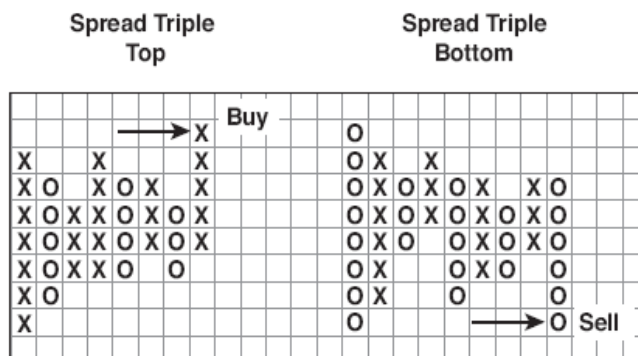 Spread Triple
Top
Spread Triple
Bottom
Buy
X O
X X X O X X
X O X O X X O X O X O X X O
X O X X O X O X O X O X O X O X O
X O X X O X O X O X O O X O X O
X O X X O O O X O X O O
X O O X O O
X O O Sell